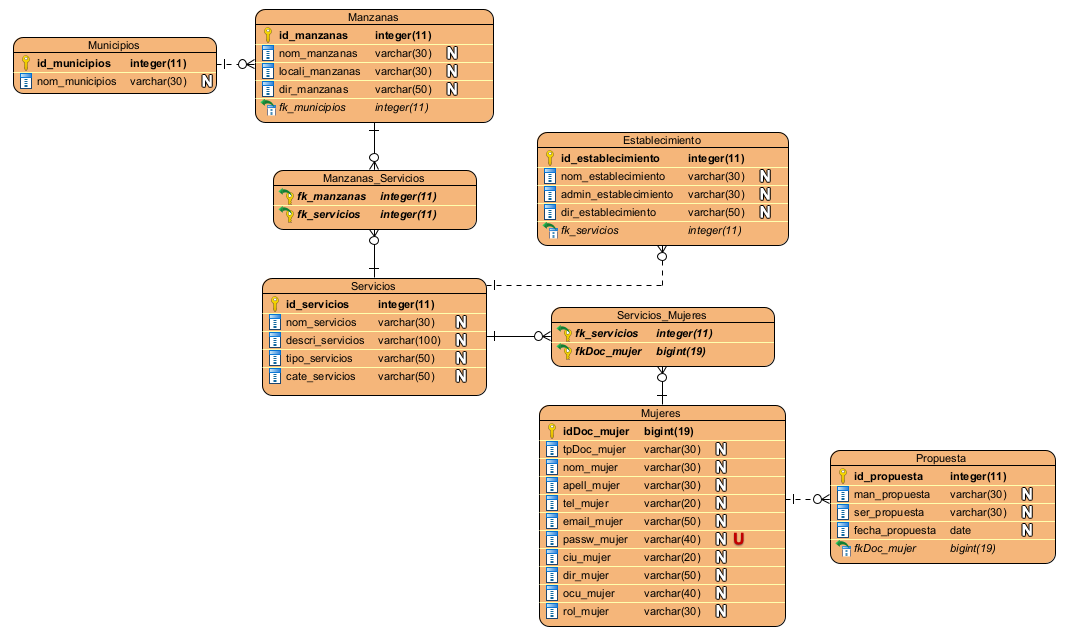 Municipios
id_municipios integer(11)
nom_municipios varchar(30) N
Manzanas
id_manzanas integer(11)
nom_manzanas varchar(30) N
locali_manzanas varchar(30) N
dir_manzanas varchar(50) N
fk_municipios integer(11)
Manzanas_Servicios
fk_manzanas integer(11)
fk_servicios integer(11)
Establecimiento
id_establecimiento integer(11)
nom_establecimiento varchar(30) N
admin_establecimiento varchar(30) N
dir_establecimiento varchar(50) N
fk_servicios integer(11)
Servicios
id_servicios integer(11)
nom_servicios varchar(30) N
descri_servicios varchar(100) N
tipo_servicios varchar(50) N
cate_servicios varchar(50) N
Servicios_Mujeres
fk_servicios integer(11)
fkDoc_mujer bigint(19)
Mujeres
idDoc_mujer bigint(19)
tpDoc_mujer varchar(30) N
nom_mujer varchar(30) N
apell_mujer varchar(30) N
tel_mujer varchar(20) N
email_mujer varchar(50) N
passw_mujer varchar(40) N U
ciu_mujer varchar(20) N
dir_mujer varchar(50) N
ocu_mujer varchar(40) N
rol_mujer varchar(30) N
Propuesta
id_propuesta integer(11)
man_propuesta varchar(30) N
ser_propuesta varchar(30) N
fecha_propuesta date N
fkDoc_mujer bigint(19)